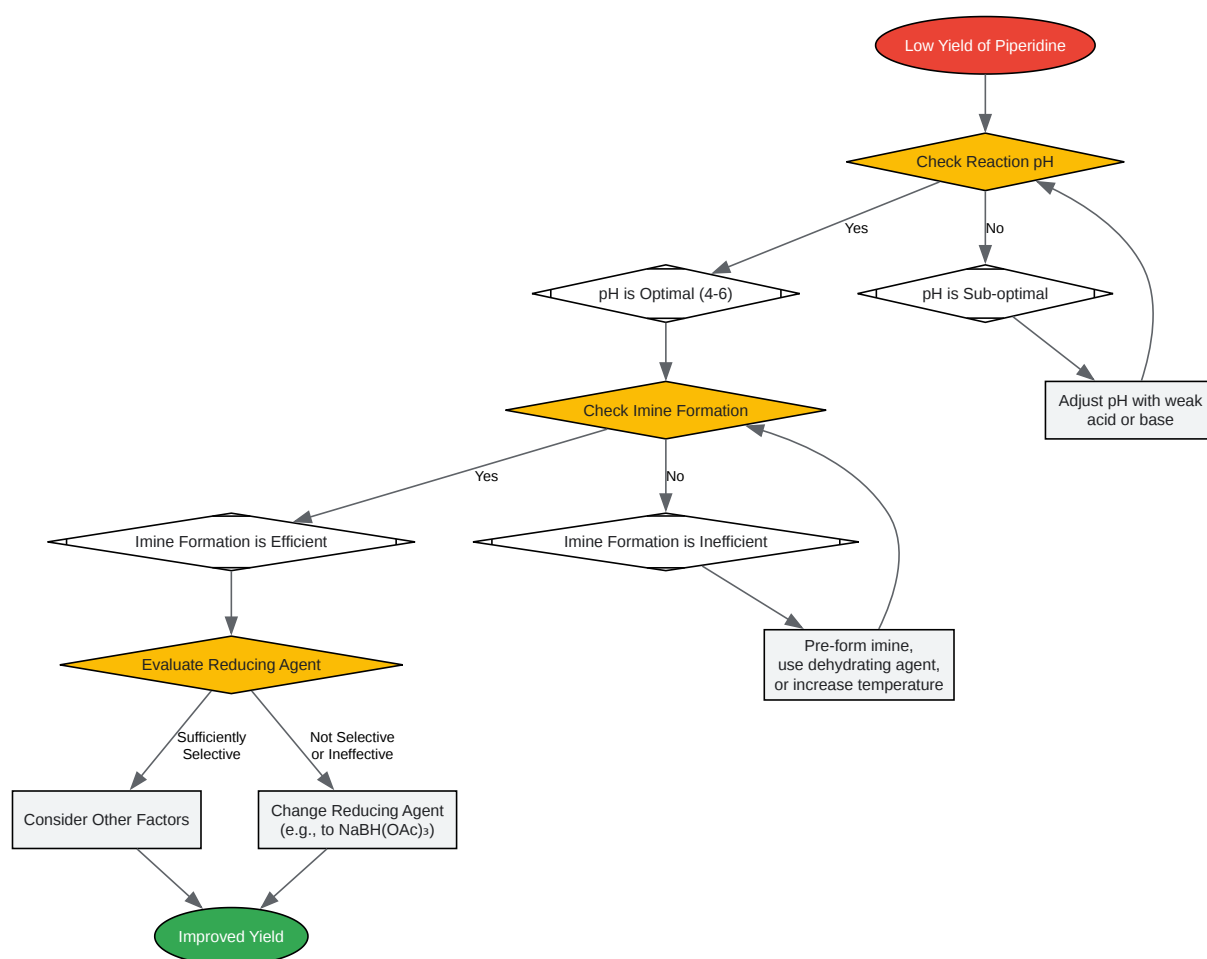 Low Yield of Piperidine
Check Reaction pH
Yes
No
pH is Optimal (4-6)
pH is Sub-optimal
Adjust pH with weak
acid or base
Check Imine Formation
Yes
No
Imine Formation is Efficient
Imine Formation is Inefficient
Pre-form imine,
use dehydrating agent,
or increase temperature
Evaluate Reducing Agent
Sufficiently
Selective
Not Selective
or Ineffective
Consider Other Factors
Change Reducing Agent
(e.g., to NaBH(OAc)₃)
Improved Yield